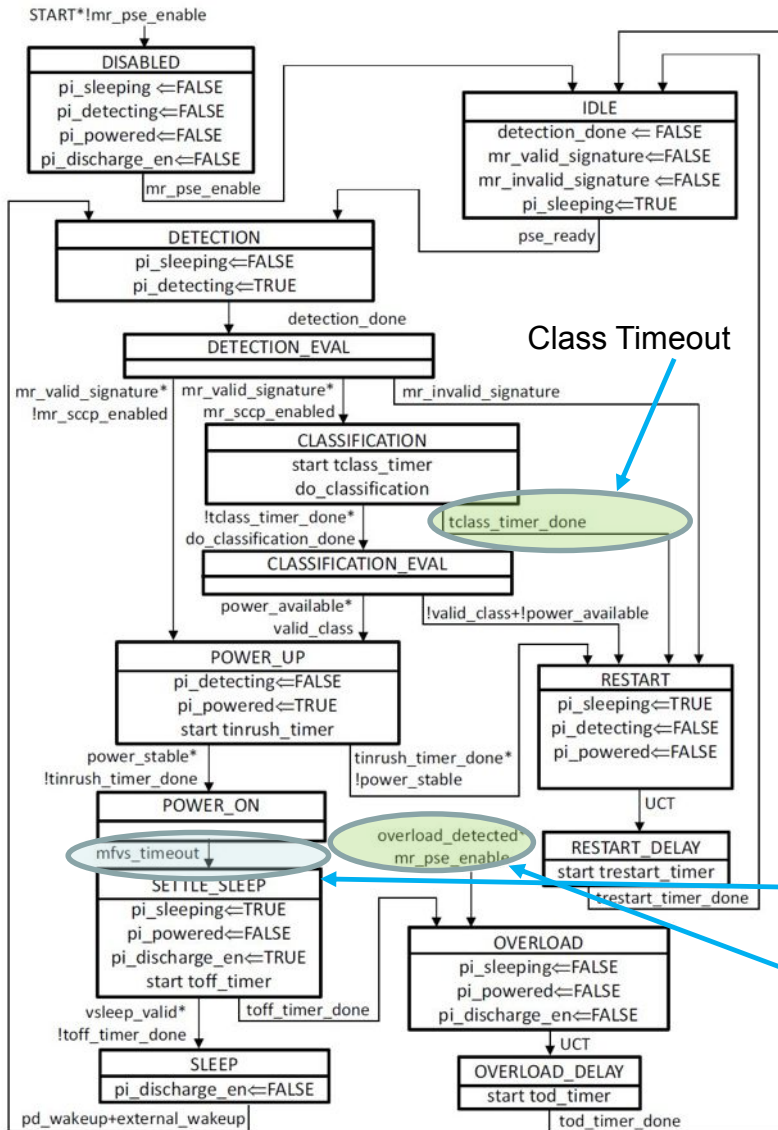 START*!mr_pse_enable
DISABLED
pi_sleeping ⇐FALSE
pi_detecting⇐FALSE
pi_powered⇐FALSE
pi_discharge_en⇐FALSE
mr_pse_enable
IDLE
detection_done ⇐ FALSE
mr_valid_signature⇐FALSE
mr_invalid_signature ⇐FALSE
pi_sleeping⇐TRUE
pse_ready
DETECTION
pi_sleeping⇐FALSE
pi_detecting⇐TRUE
detection_done
DETECTION_EVAL
Class Timeout
mr_valid_signature*
!mr_sccp_enabled
mr_valid_signature*
mr_sccp_enabled
mr_invalid_signature
CLASSIFICATION
start tclass_timer
do_classification
!tclass_timer_done*
do_classification_done
tclass_timer_done
CLASSIFICATION_EVAL
power_available*
valid_class
!valid_class+!power_available
POWER_UP
pi_detecting⇐FALSE
pi_powered⇐TRUE
start tinrush_timer
RESTART
pi_sleeping⇐TRUE
pi_detecting⇐FALSE
pi_powered⇐FALSE
power_stable*
!tinrush_timer_done
tinrush_timer_done*
!power_stable
UCT
POWER_ON
mfvs_timeout
overload_detected*
mr_pse_enable
RESTART_DELAY
start trestart_timer
trestart_timer_done
SETTLE_SLEEP
pi_sleeping⇐TRUE
pi_powered⇐FALSE
pi_discharge_en⇐TRUE
start toff_timer
OVERLOAD
pi_sleeping⇐FALSE
pi_powered⇐FALSE
pi_discharge_en⇐FALSE
vsleep_valid*
!toff_timer_done
toff_timer_done
UCT
SLEEP
pi_discharge_en⇐FALSE
OVERLOAD_DELAY
start tod_timer
pd_wakeup+external_wakeup
tod_timer_done